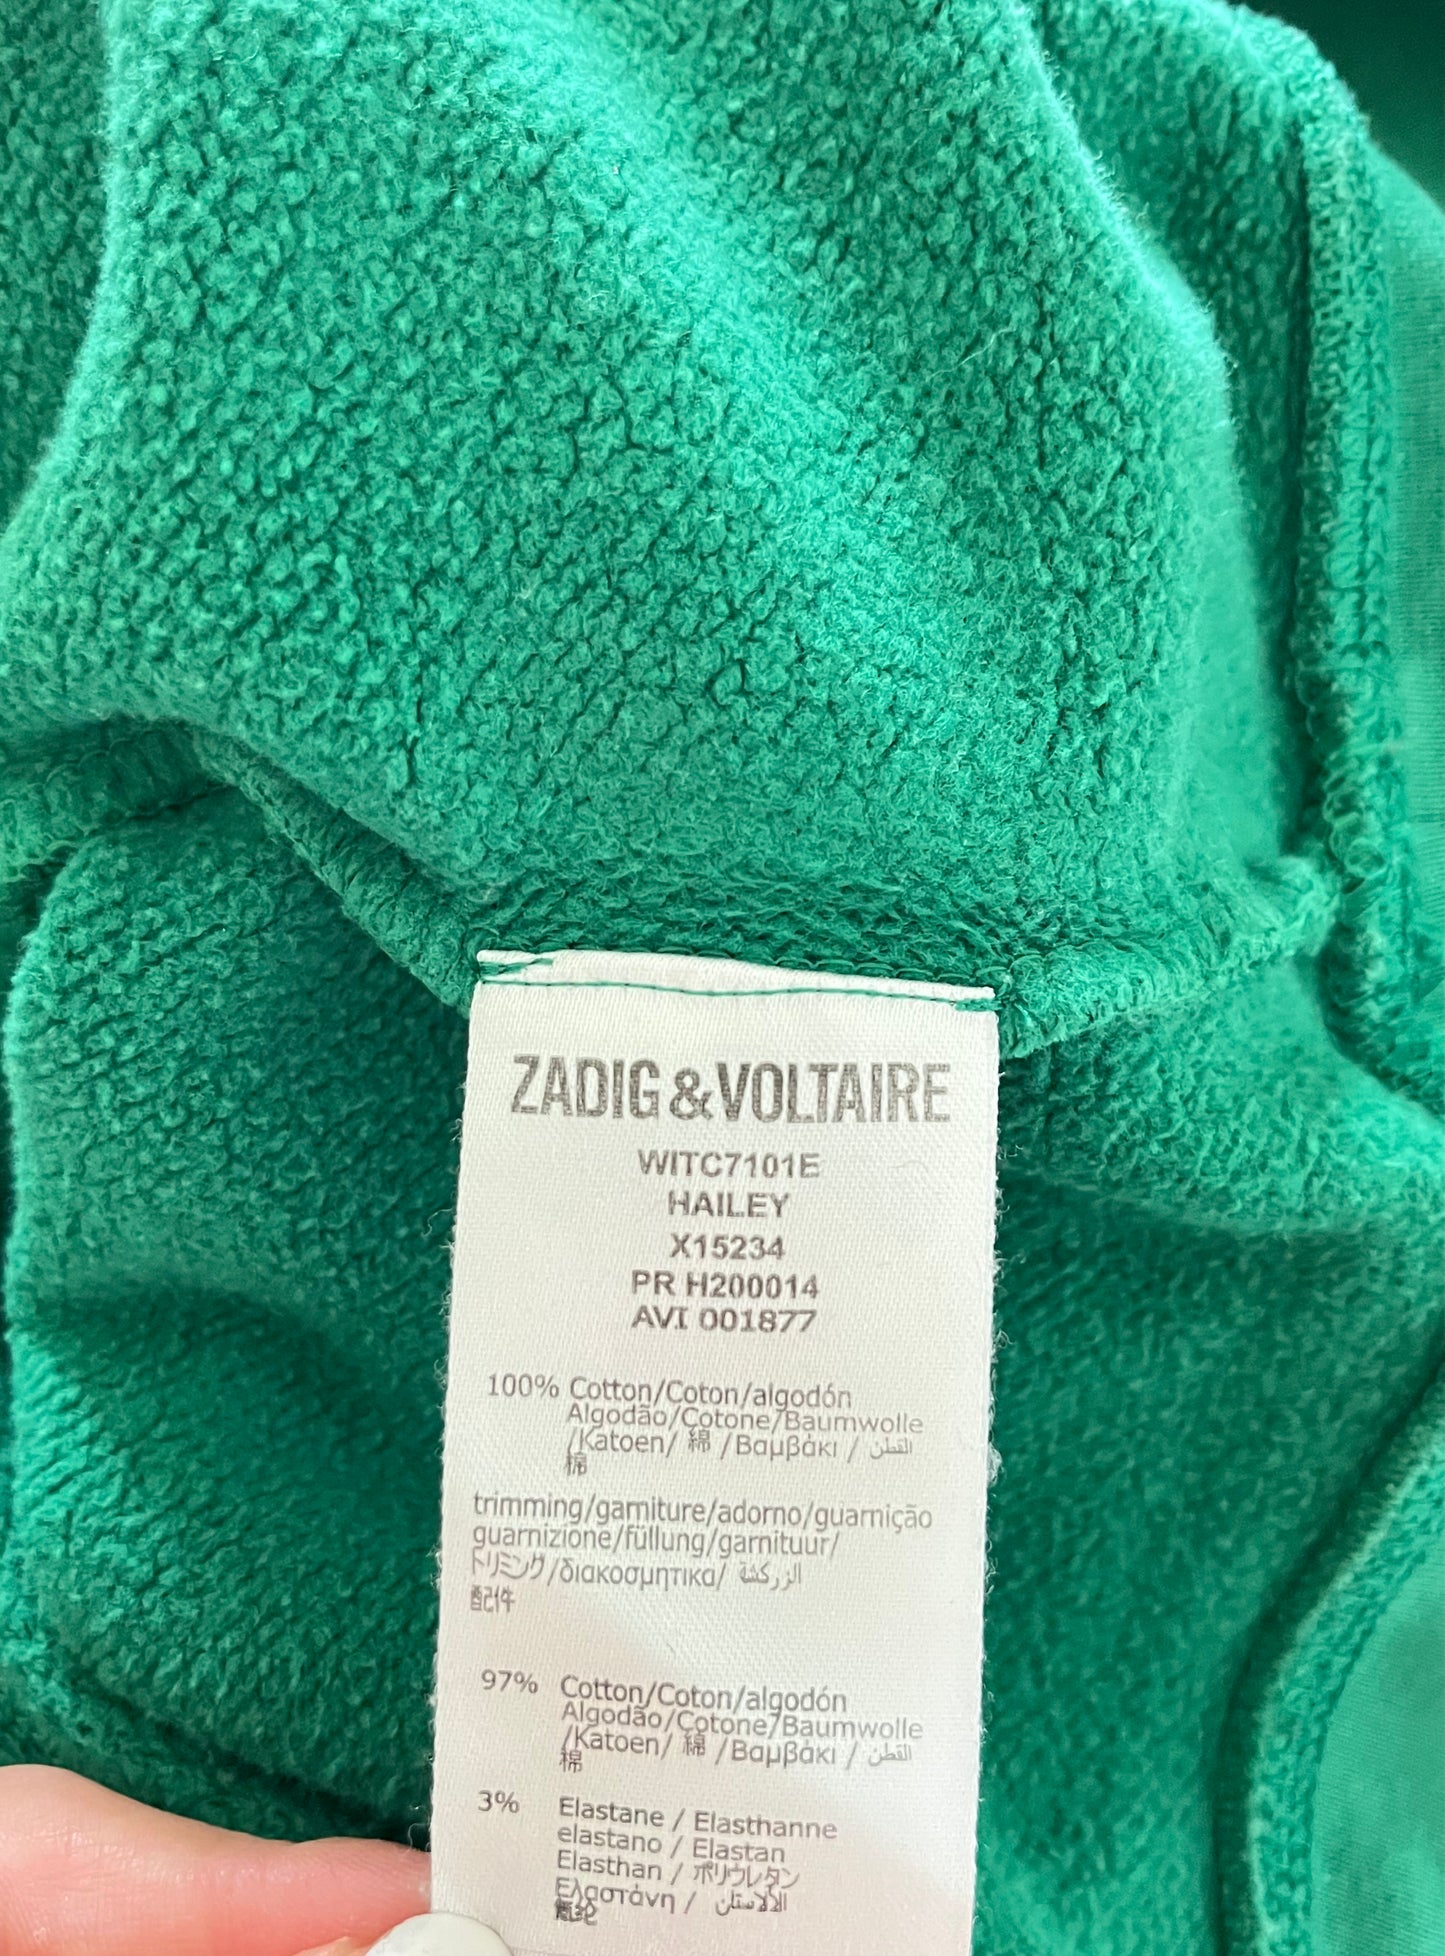 ZADIG & VOLTAIRE
WITC7101E
HAILEY
X15234
PR H200014
AVI 001877
100% Cotton/Coton/algodón
Algodão/Cotone/Baumwolle
/Katoen/ 綿 /Βαμβάκι / القطن
棉
trimming/garniture/adorno/guarnição
guarnizione/füllung/garnituur/
トリミング/διακοσμητικα/ الزركشة
配件
97% Cotton/Coton/algodón
Algodão/Cotone/Baumwolle
/Katoen/ 綿 /Βαμβάκι / القطن
棉
3% Elastane / Elasthanne
elastano / Elastan
Elasthan / ポリウレタン
Ελαστάνη / الألاستان